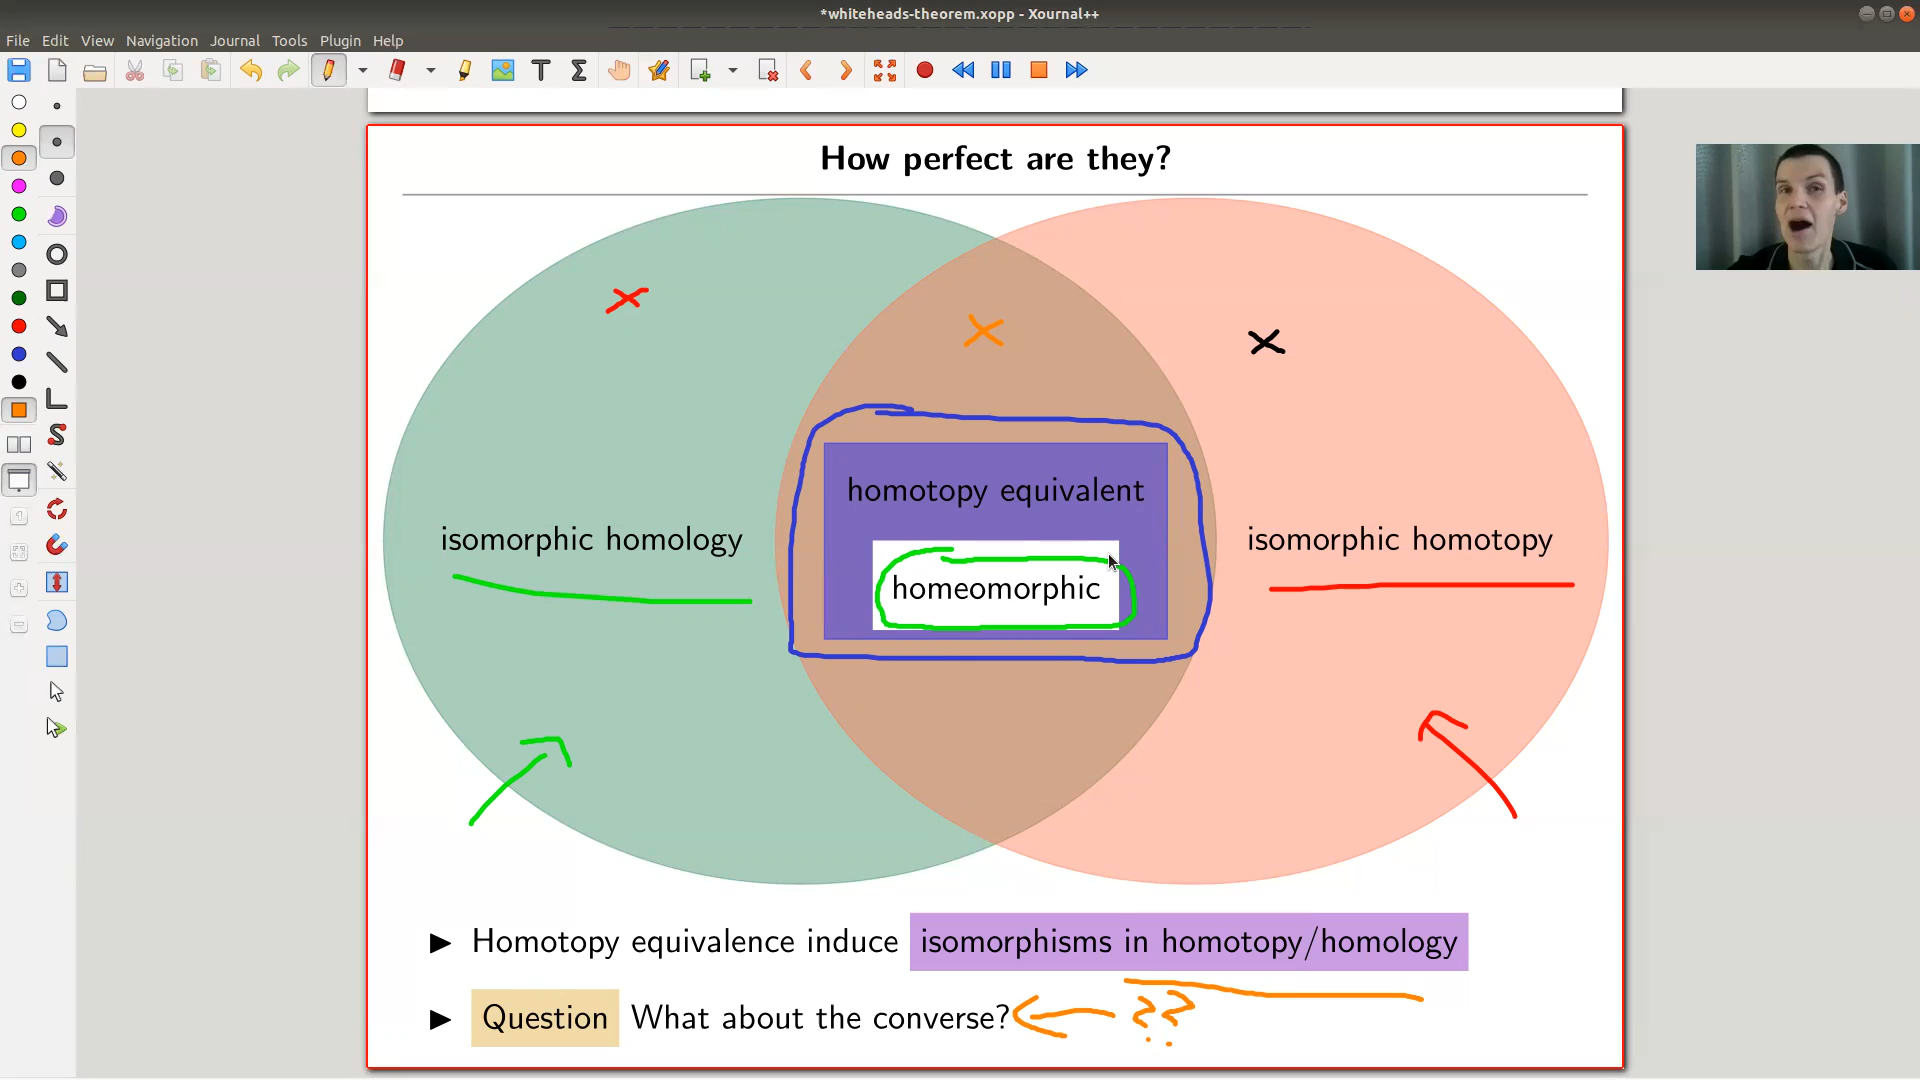 *whiteheads-theorem.xopp - Xournal++
File Edit View Navigation Journal Tools Plugin Help
How perfect are they?
homotopy equivalent
isomorphic homology
isomorphic homotopy
homeomorphic
▶ Homotopy equivalence induce isomorphisms in homotopy/homology
▶ Question What about the converse? ??